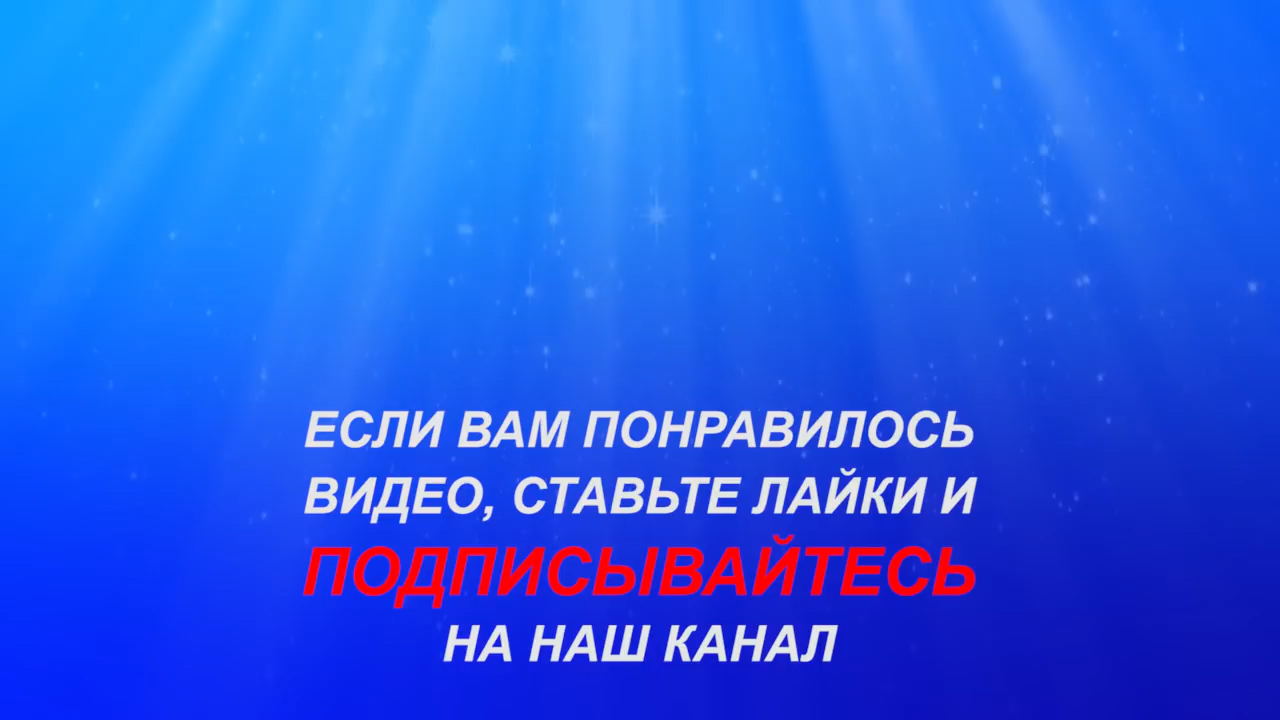 ЕСЛИ ВАМ ПОНРАВИЛОСЬ
ВИДЕО, СТАВЬТЕ ЛАЙКИ И
ПОДПИСЫВАЙТЕСЬ
НА НАШ КАНАЛ